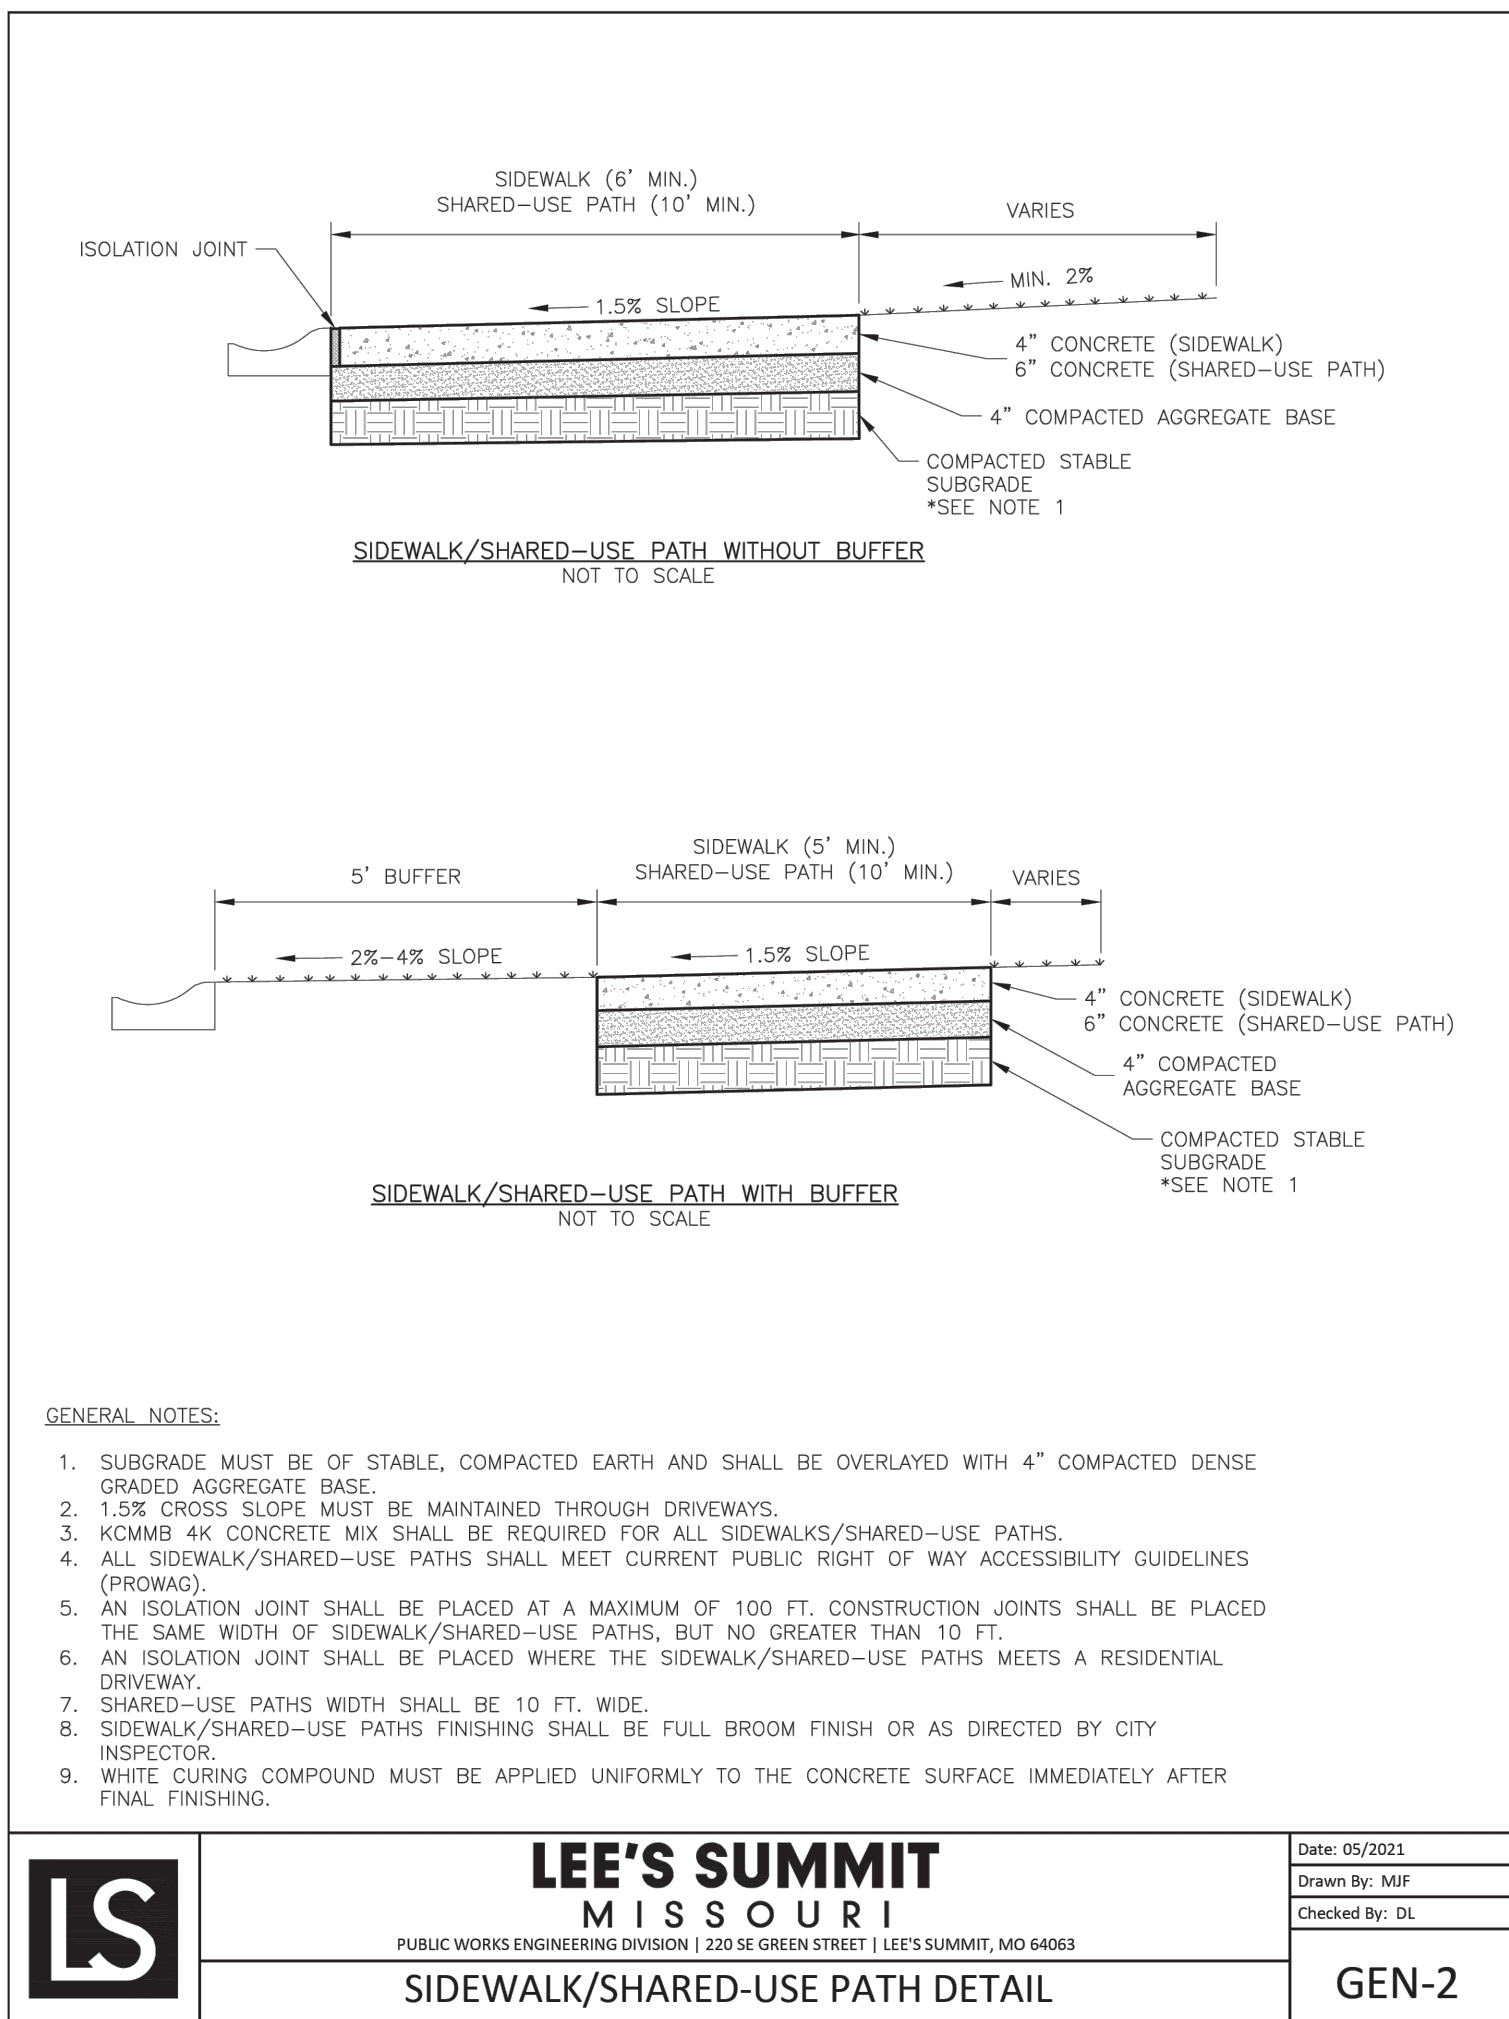 SIDEWALK (6' MIN.)
SHARED-USE PATH (10' MIN.)
VARIES
ISOLATION JOINT
MIN. 2%
1.5% SLOPE
4" CONCRETE (SIDEWALK)
6" CONCRETE (SHARED-USE PATH)
4" COMPACTED AGGREGATE BASE
COMPACTED STABLE
SUBGRADE
*SEE NOTE 1
SIDEWALK/SHARED-USE PATH WITHOUT BUFFER
NOT TO SCALE
SIDEWALK (5' MIN.)
SHARED-USE PATH (10' MIN.)
5' BUFFER
VARIES
2%-4% SLOPE
1.5% SLOPE
4" CONCRETE (SIDEWALK)
6" CONCRETE (SHARED-USE PATH)
4" COMPACTED
AGGREGATE BASE
COMPACTED STABLE
SUBGRADE
*SEE NOTE 1
SIDEWALK/SHARED-USE PATH WITH BUFFER
NOT TO SCALE
GENERAL NOTES:
1. SUBGRADE MUST BE OF STABLE, COMPACTED EARTH AND SHALL BE OVERLAYED WITH 4" COMPACTED DENSE
GRADED AGGREGATE BASE.
2. 1.5% CROSS SLOPE MUST BE MAINTAINED THROUGH DRIVEWAYS.
3. KCMMB 4K CONCRETE MIX SHALL BE REQUIRED FOR ALL SIDEWALKS/SHARED-USE PATHS.
4. ALL SIDEWALK/SHARED-USE PATHS SHALL MEET CURRENT PUBLIC RIGHT OF WAY ACCESSIBILITY GUIDELINES
(PROWAG).
5. AN ISOLATION JOINT SHALL BE PLACED AT A MAXIMUM OF 100 FT. CONSTRUCTION JOINTS SHALL BE PLACED
THE SAME WIDTH OF SIDEWALK/SHARED-USE PATHS, BUT NO GREATER THAN 10 FT.
6. AN ISOLATION JOINT SHALL BE PLACED WHERE THE SIDEWALK/SHARED-USE PATHS MEETS A RESIDENTIAL
DRIVEWAY.
7. SHARED-USE PATHS WIDTH SHALL BE 10 FT. WIDE.
8. SIDEWALK/SHARED-USE PATHS FINISHING SHALL BE FULL BROOM FINISH OR AS DIRECTED BY CITY
INSPECTOR.
9. WHITE CURING COMPOUND MUST BE APPLIED UNIFORMLY TO THE CONCRETE SURFACE IMMEDIATELY AFTER
FINAL FINISHING.
LS
LEE'S SUMMIT
MISSOURI
PUBLIC WORKS ENGINEERING DIVISION | 220 SE GREEN STREET | LEE'S SUMMIT, MO 64063
SIDEWALK/SHARED-USE PATH DETAIL
Date: 05/2021
Drawn By: MJF
Checked By: DL
GEN-2